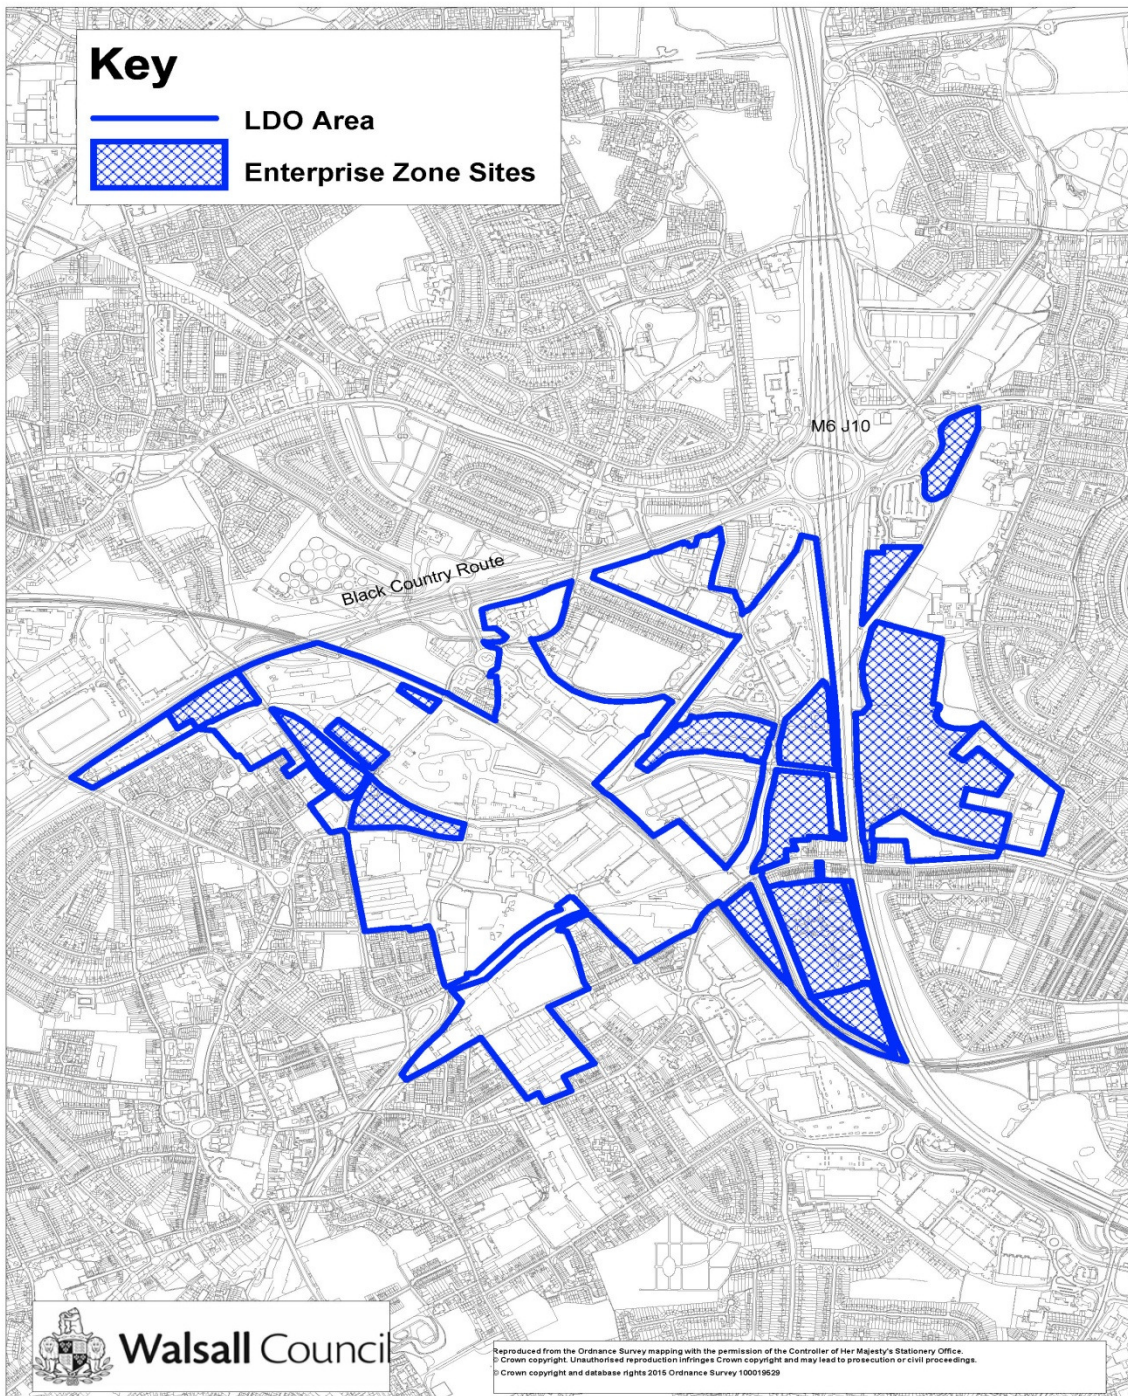 Key
LDO Area
Enterprise Zone Sites
M6 J10
Black Country Route
Walsall Council
Reproduced from the Ordnance Survey mapping with the permission of the Controller of Her Majesty's Stationery Office.
© Crown copyright. Unauthorised reproduction infringes Crown copyright and may lead to prosecution or civil proceedings.
© Crown copyright and database rights 2015 Ordnance Survey 100019529